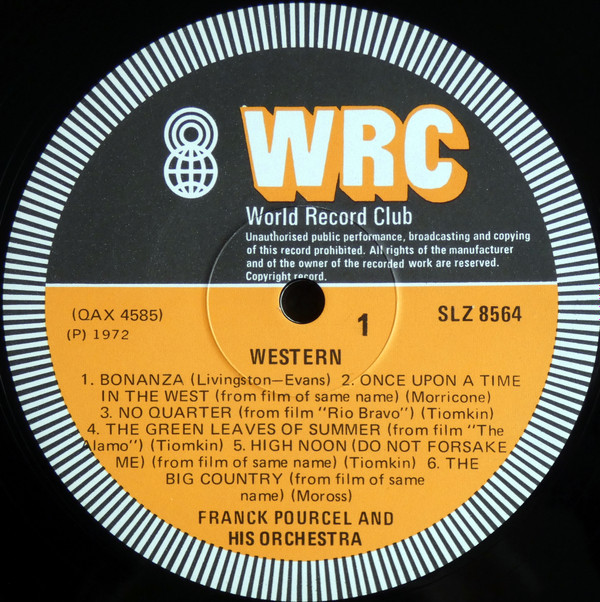 WRC
World Record Club
Unauthorised public performance, broadcasting and copying
of this record prohibited. All rights of the manufacturer
and of the owner of the recorded work are reserved.
Copyright record.
(QAX 4585)
(P) 1972
1
SLZ 8564
WESTERN
1. BONANZA (Livingston—Evans) 2. ONCE UPON A TIME
IN THE WEST (from film of same name) (Morricone)
3. NO QUARTER (from film "Rio Bravo") (Tiomkin)
4. THE GREEN LEAVES OF SUMMER (from film "The
Alamo") (Tiomkin) 5. HIGH NOON (DO NOT FORSAKE
ME) (from film of same name) (Tiomkin) 6. THE
BIG COUNTRY (from film of same
name) (Moross)
FRANCK POURCEL AND
HIS ORCHESTRA